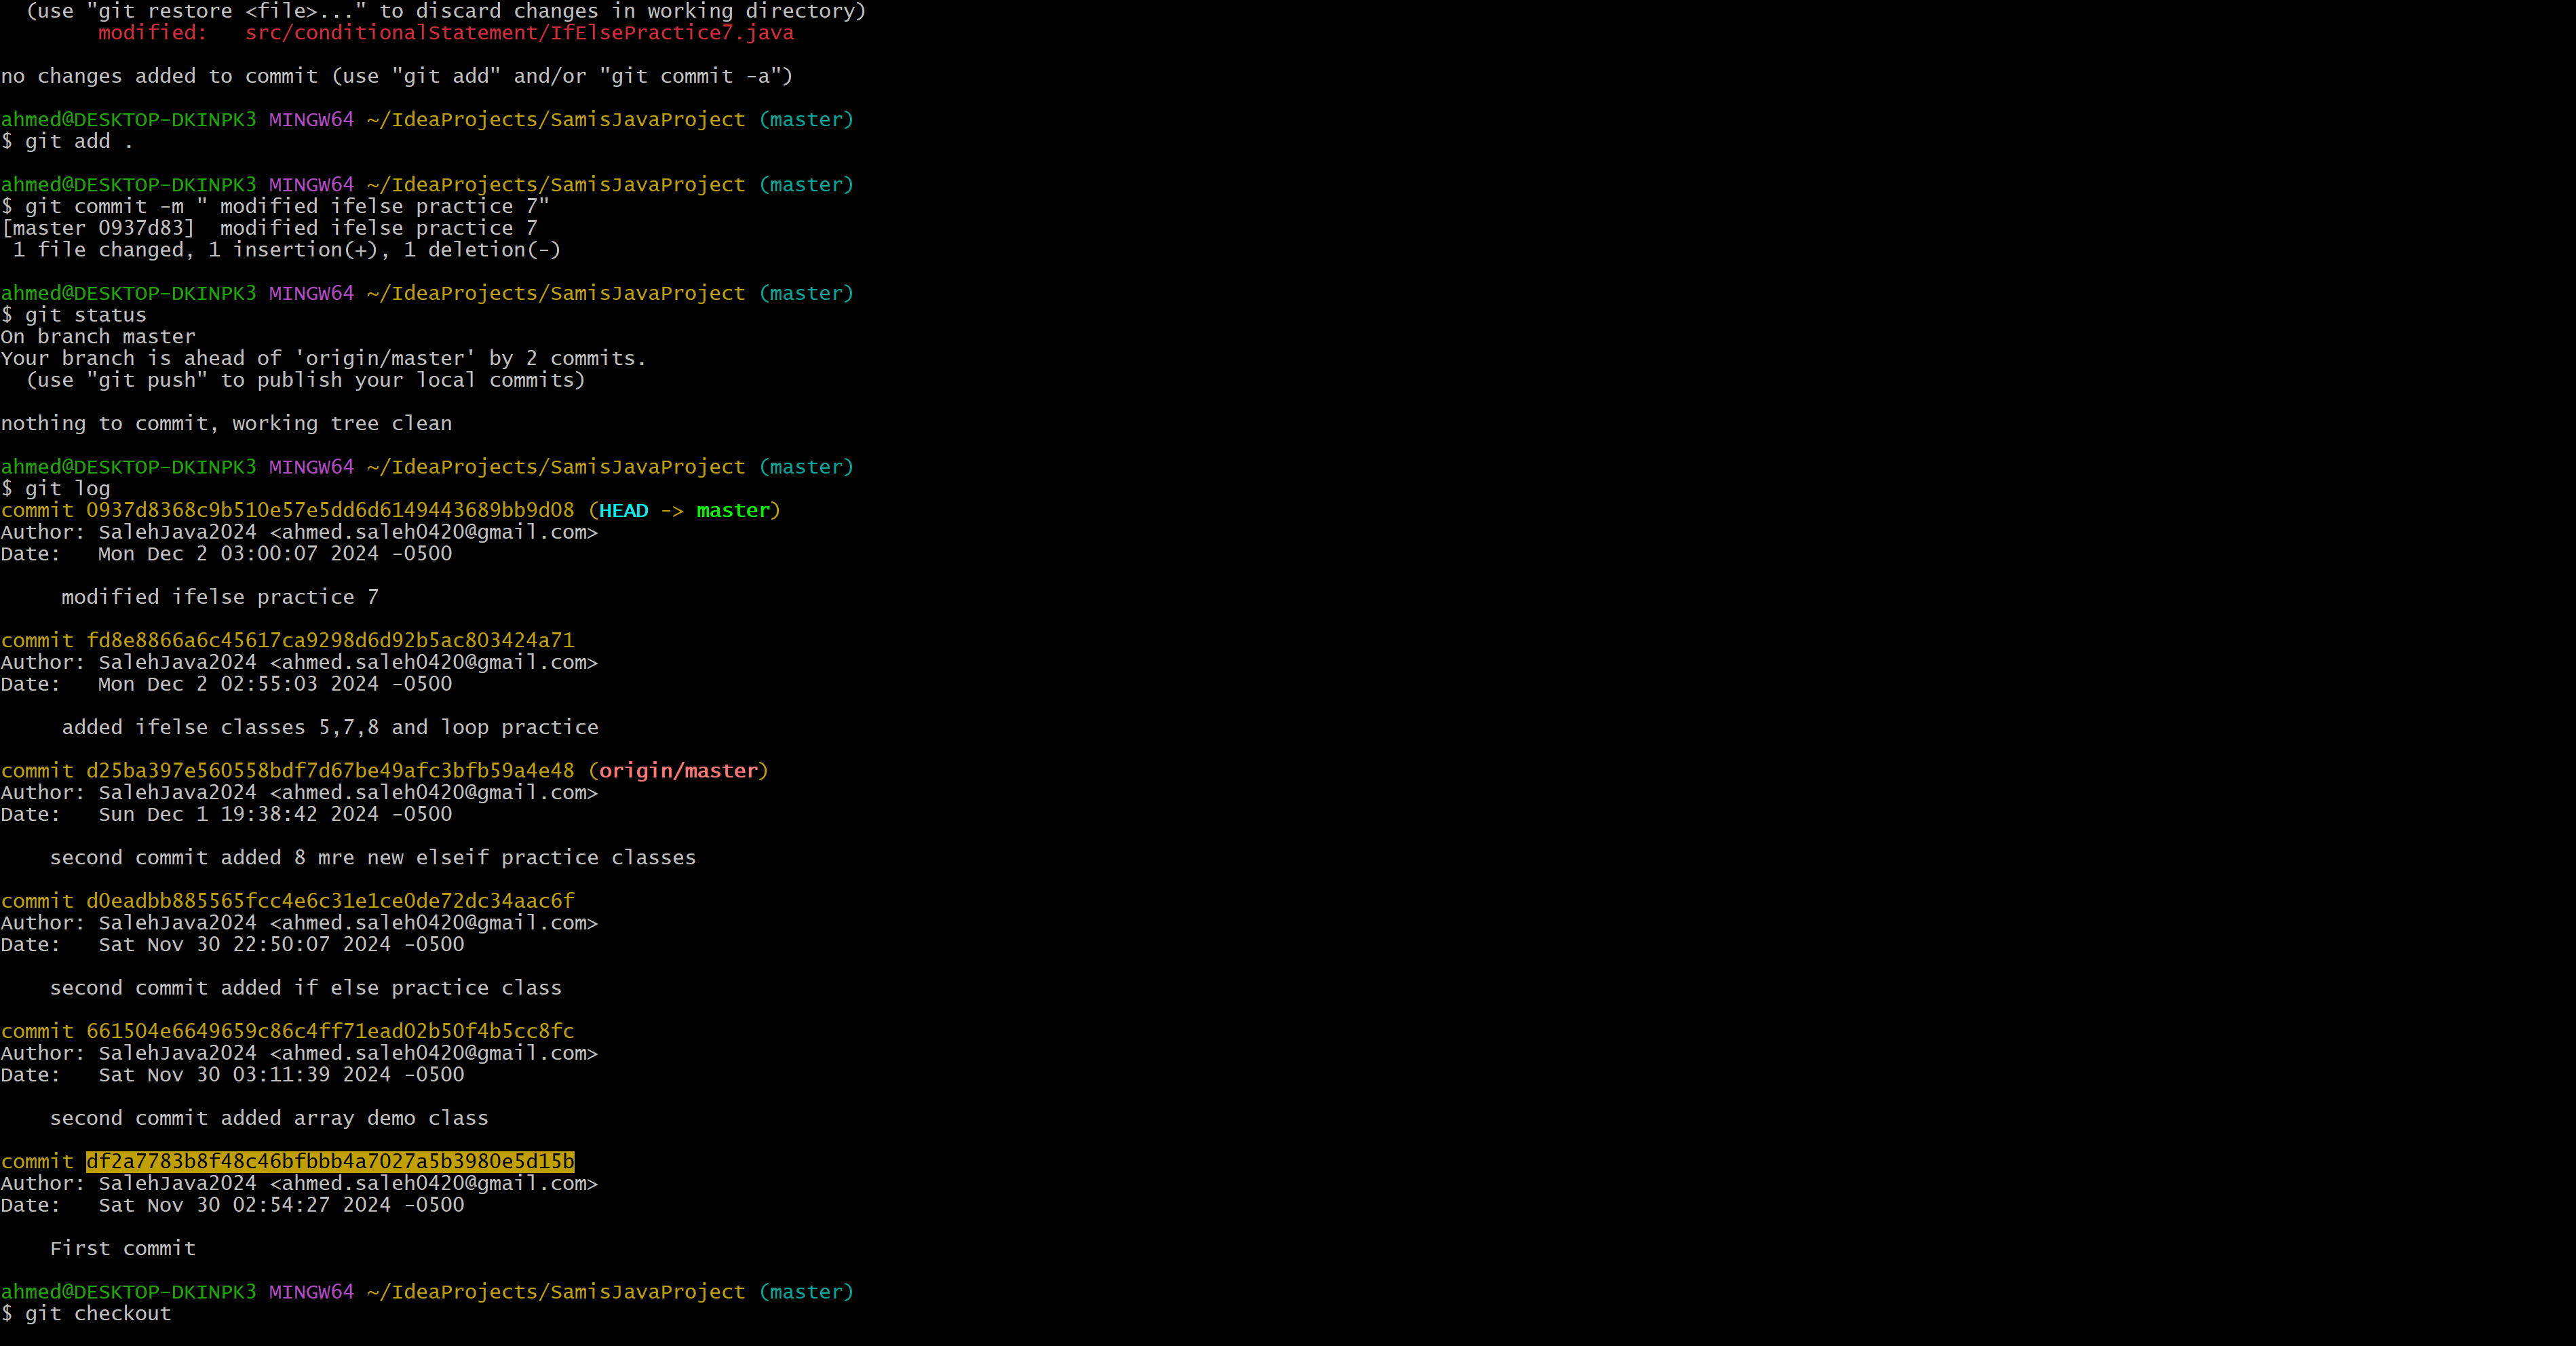 (use "git restore <file>..." to discard changes in working directory)
modified:   src/conditionalStatement/IfElsePractice7.java
no changes added to commit (use "git add" and/or "git commit -a")
ahmed@DESKTOP-DKINPK3 MINGW64 ~/IdeaProjects/SamisJavaProject (master)
$ git add .
ahmed@DESKTOP-DKINPK3 MINGW64 ~/IdeaProjects/SamisJavaProject (master)
$ git commit -m " modified ifelse practice 7"
[master 0937d83]  modified ifelse practice 7
1 file changed, 1 insertion(+), 1 deletion(-)
ahmed@DESKTOP-DKINPK3 MINGW64 ~/IdeaProjects/SamisJavaProject (master)
$ git status
On branch master
Your branch is ahead of 'origin/master' by 2 commits.
(use "git push" to publish your local commits)
nothing to commit, working tree clean
ahmed@DESKTOP-DKINPK3 MINGW64 ~/IdeaProjects/SamisJavaProject (master)
$ git log
commit 0937d8368c9b510e57e5dd6d6149443689bb9d08 (HEAD -> master)
Author: SalehJava2024 <ahmed.saleh0420@gmail.com>
Date:   Mon Dec 2 03:00:07 2024 -0500
modified ifelse practice 7
commit fd8e8866a6c45617ca9298d6d92b5ac803424a71
Author: SalehJava2024 <ahmed.saleh0420@gmail.com>
Date:   Mon Dec 2 02:55:03 2024 -0500
added ifelse classes 5,7,8 and loop practice
commit d25ba397e560558bdf7d67be49afc3bfb59a4e48 (origin/master)
Author: SalehJava2024 <ahmed.saleh0420@gmail.com>
Date:   Sun Dec 1 19:38:42 2024 -0500
second commit added 8 mre new elseif practice classes
commit d0eadbb885565fcc4e6c31e1ce0de72dc34aac6f
Author: SalehJava2024 <ahmed.saleh0420@gmail.com>
Date:   Sat Nov 30 22:50:07 2024 -0500
second commit added if else practice class
commit 661504e6649659c86c4ff71ead02b50f4b5cc8fc
Author: SalehJava2024 <ahmed.saleh0420@gmail.com>
Date:   Sat Nov 30 03:11:39 2024 -0500
second commit added array demo class
commit df2a7783b8f48c46bfbbb4a7027a5b3980e5d15b
Author: SalehJava2024 <ahmed.saleh0420@gmail.com>
Date:   Sat Nov 30 02:54:27 2024 -0500
First commit
ahmed@DESKTOP-DKINPK3 MINGW64 ~/IdeaProjects/SamisJavaProject (master)
$ git checkout